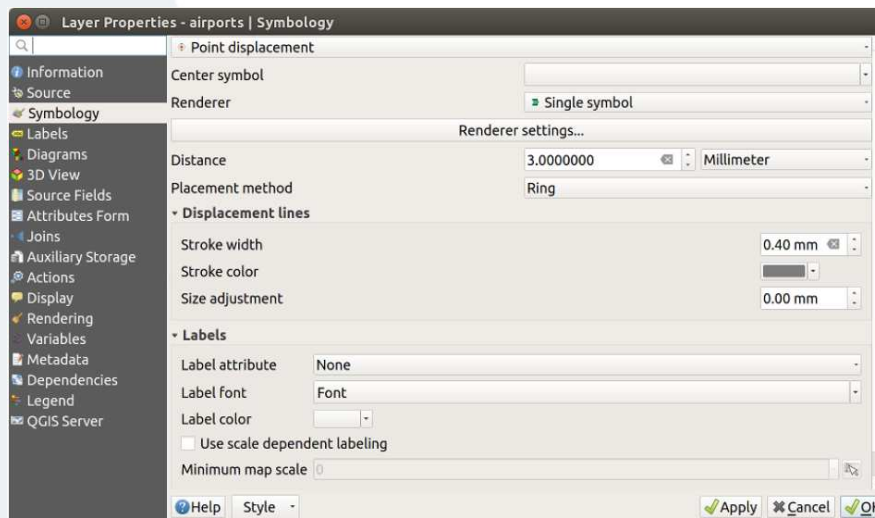 Layer Properties - airports | Symbology
Information
Source
Symbology
Labels
Diagrams
3D View
Source Fields
Attributes Form
Joins
Auxiliary Storage
Actions
Display
Rendering
Variables
Metadata
Dependencies
Legend
QGIS Server
Point displacement
Center symbol
Renderer Single symbol
Renderer settings...
Distance 3.0000000 Millimeter
Placement method Ring
Displacement lines
Stroke width 0.40 mm
Stroke color
Size adjustment 0.00 mm
Labels
Label attribute None
Label font Font
Label color
Use scale dependent labeling
Minimum map scale 0
Help Style Apply Cancel OK